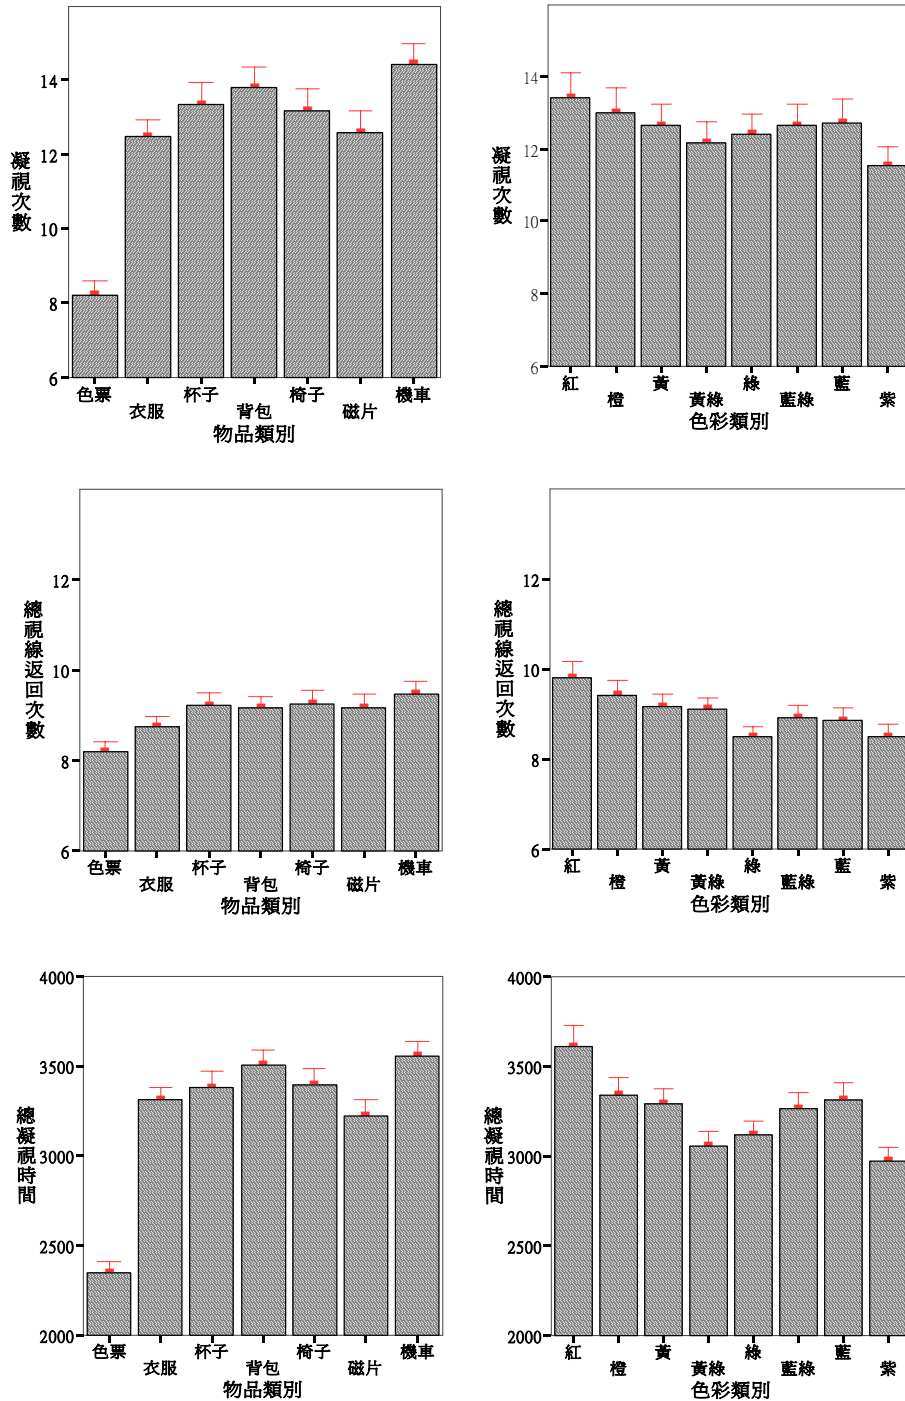 凝視次數
14
12
10
8
6
色票 衣服 杯子 背包 椅子 磁片 機車
物品類別
凝視次數
14
12
10
8
6
紅 橙 黃 黃綠 綠 藍綠 藍 紫
色彩類別
總視線返回次數
12
10
8
6
色票 衣服 杯子 背包 椅子 磁片 機車
物品類別
總視線返回次數
12
10
8
6
紅 橙 黃 黃綠 綠 藍綠 藍 紫
色彩類別
總凝視時間
4000
3500
3000
2500
2000
色票 衣服 杯子 背包 椅子 磁片 機車
物品類別
總凝視時間
4000
3500
3000
2500
2000
紅 橙 黃 黃綠 綠 藍綠 藍 紫
色彩類別